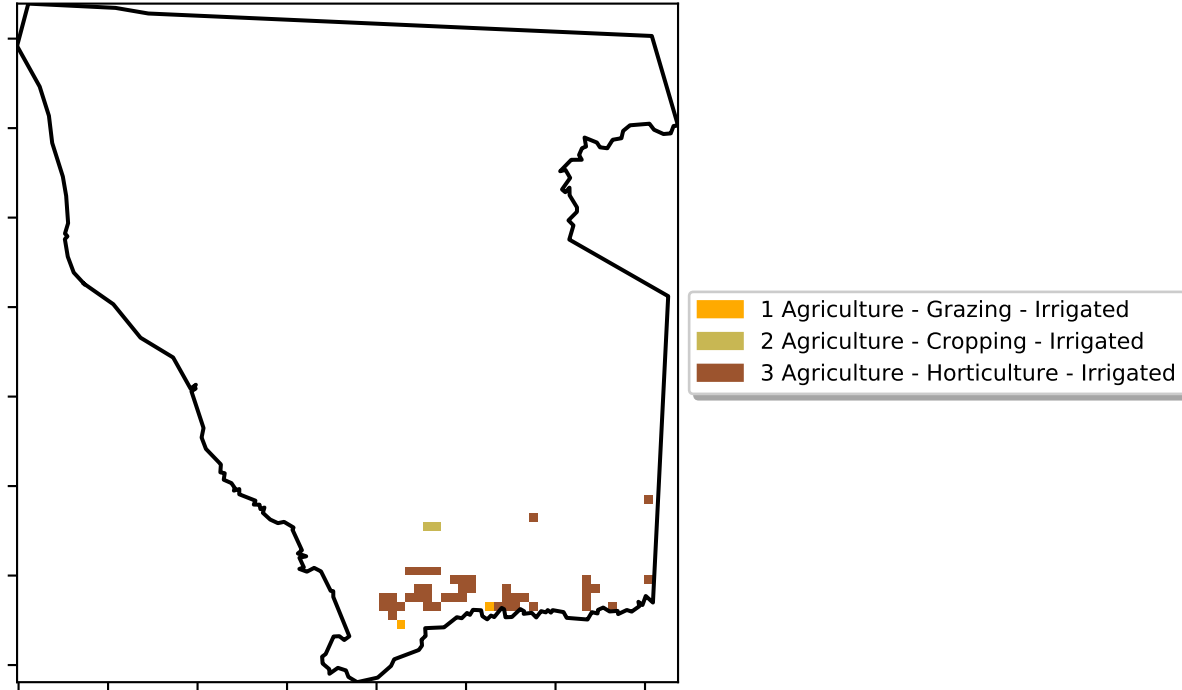 1 Agriculture - Grazing - Irrigated
2 Agriculture - Cropping - Irrigated
3 Agriculture - Horticulture - Irrigated